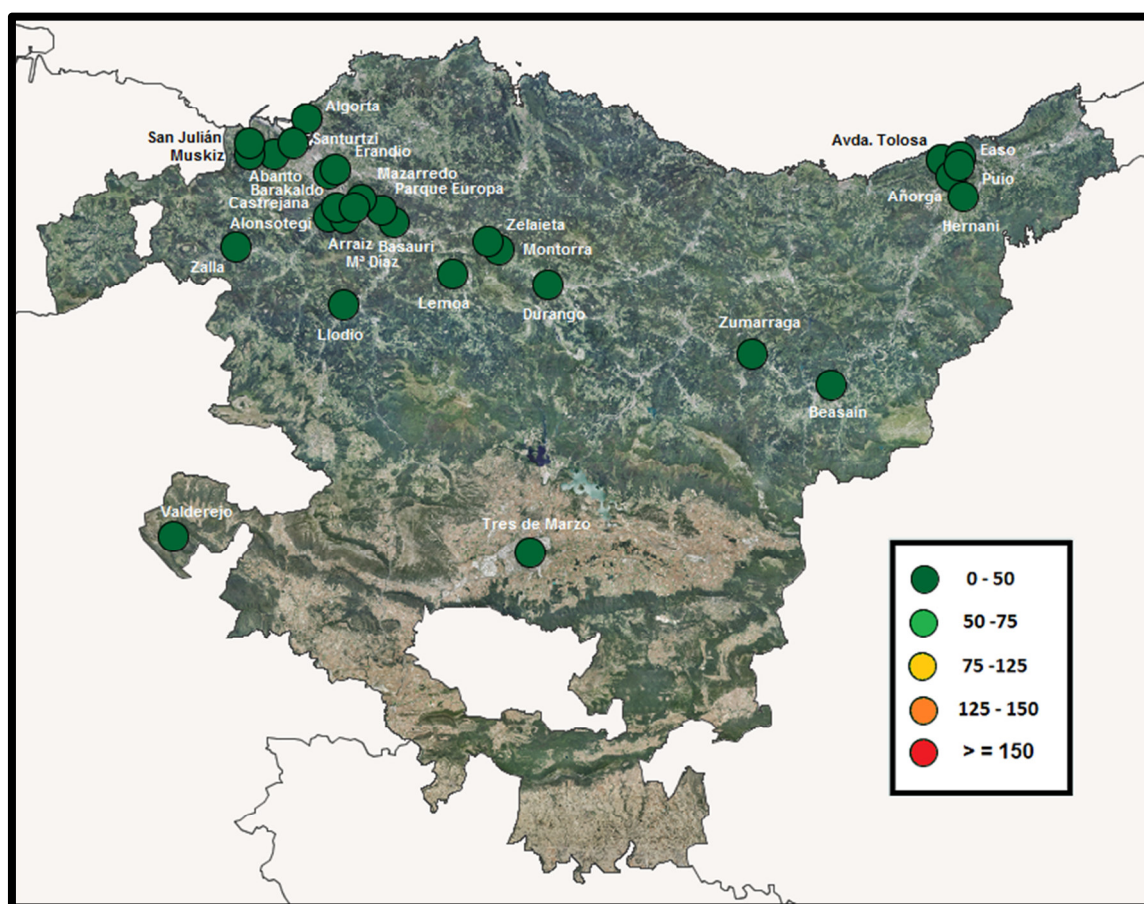 Algorta
San Julián
Santurtzi
Muskiz
Erandio
Abanto
Mazarredo
Barakaldo
Parque Europa
Castrejana
Alonsotegi
Zelaieta
Arraiz
Basauri
Montorra
Mª Diaz
Zalla
Lemoa
Durango
Llodio
Avda. Tolosa
Easo
Puio
Añorga
Hernani
Zumarraga
Beasain
Valderejo
Tres de Marzo
0 - 50
50 -75
75 -125
125 - 150
> = 150